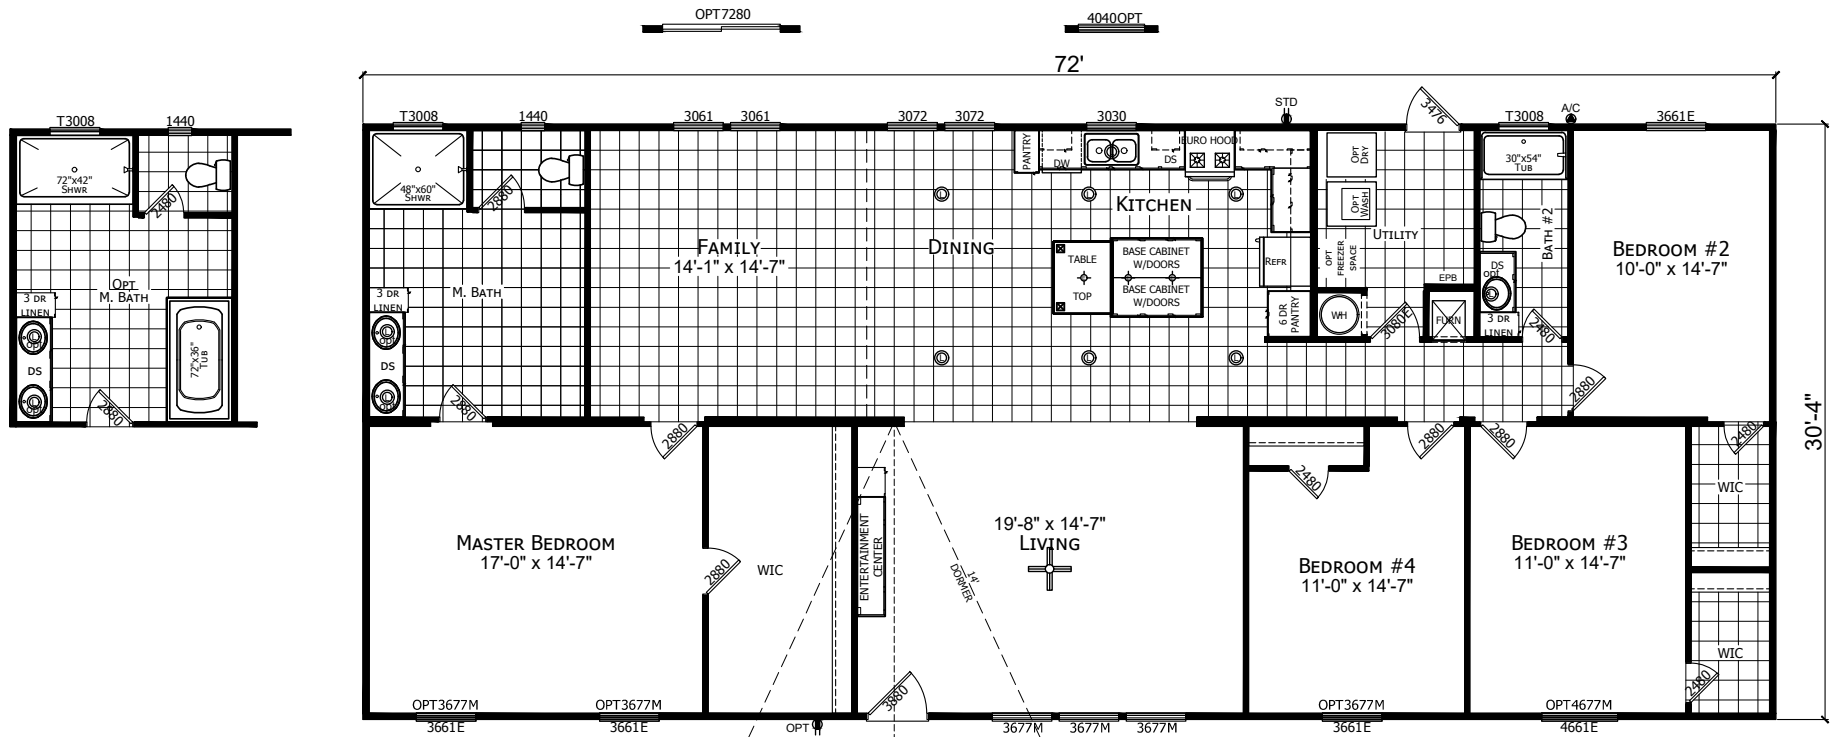 OPT7280
4040OPT
72'
T3008
1440
72"x42"
SHWR
2480
OPT
M. BATH
3 DR
LINEN
opt
DS
opt
72"x36"
TUB
2880
T3008
1440
3061
3061
3072
3072
3030
STD
3476
T3008
A/C
3661E
48"x60"
SHWR
2880
PANTRY
DW
DS
EURO HOOD
OPT
DRY
OPT
WASH
30"x54"
TUB
KITCHEN
UTILITY
BATH #2
FAMILY
14'-1" x 14'-7"
DINING
TABLE
TOP
BASE CABINET
W/DOORS
BASE CABINET
W/DOORS
REFR
OPT
FREEZER
SPACE
EPB
DS
opt
BEDROOM #2
10'-0" x 14'-7"
M. BATH
3 DR
LINEN
opt
DS
opt
6 DR
PANTRY
WH
3080E
FURN
3 DR
LINEN
2480
2880
2880
2880
2880
2880
2480
30'-4"
2480
WIC
MASTER BEDROOM
17'-0" x 14'-7"
2880
WIC
ENTERTAINMENT
CENTER
14'
DORMER
19'-8" x 14'-7"
LIVING
BEDROOM #4
11'-0" x 14'-7"
BEDROOM #3
11'-0" x 14'-7"
WIC
2480
3880
OPT3677M
3661E
OPT3677M
3661E
OPT
3677M
3677M
3677M
OPT3677M
3661E
OPT4677M
4661E